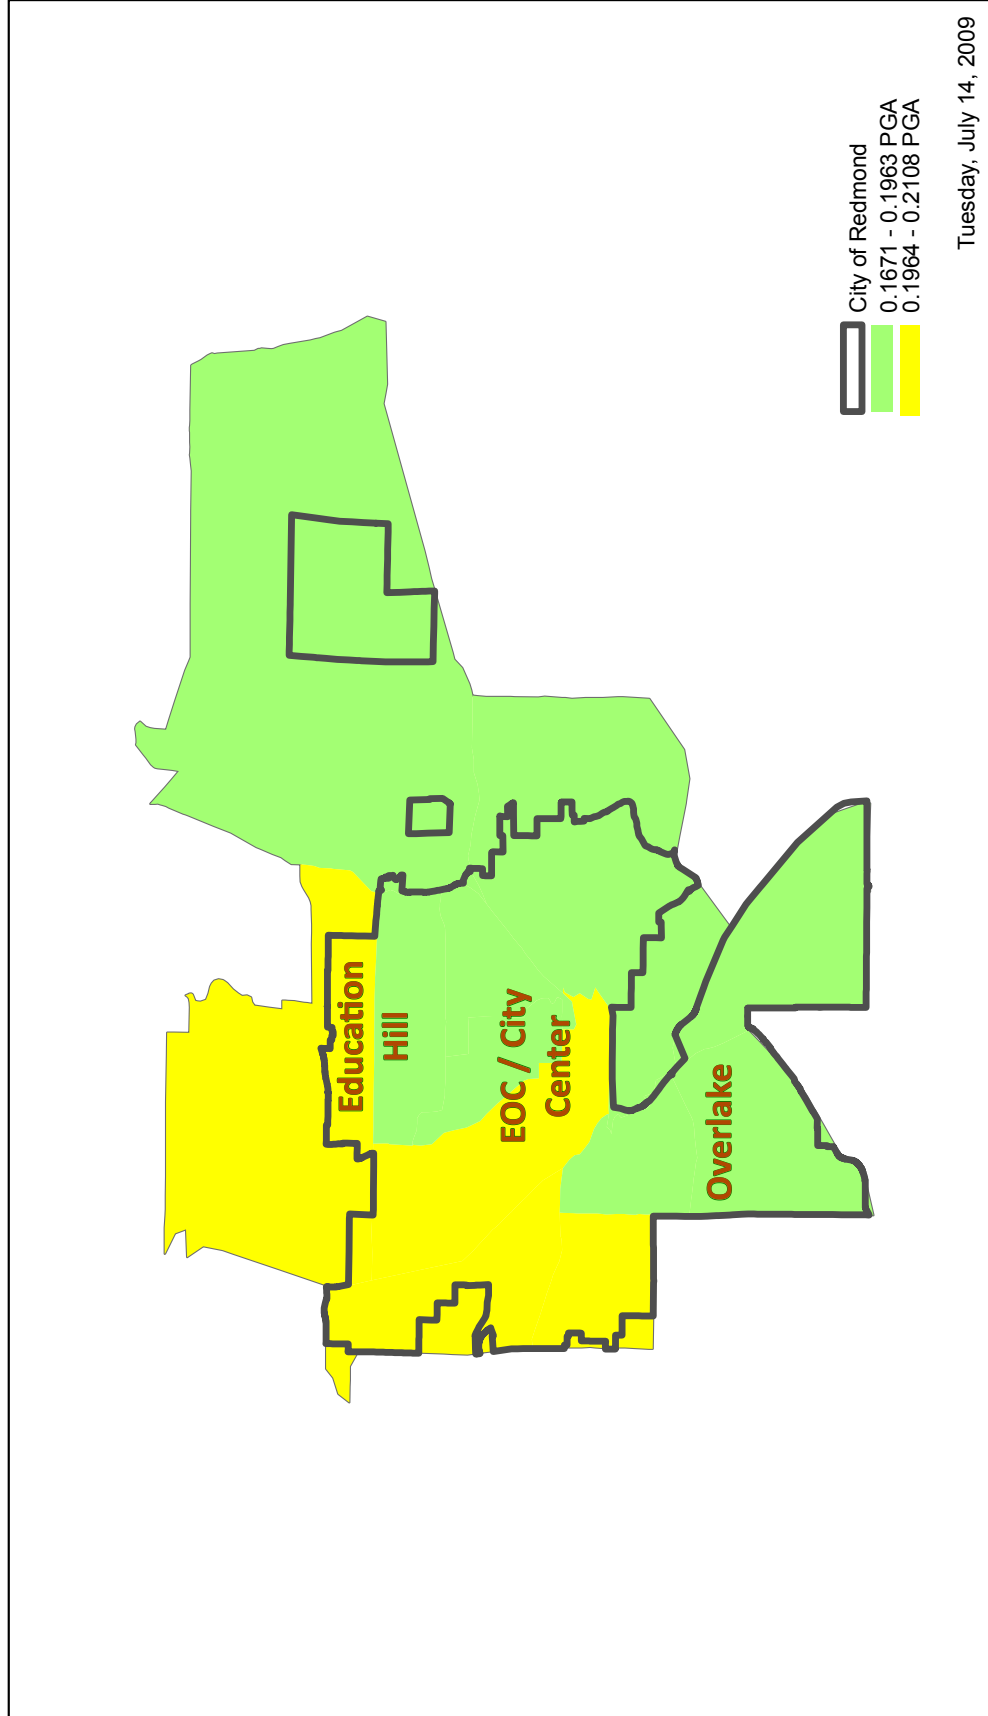 Education
Hill
EOC / City
Center
Overlake
City of Redmond
0.1671 - 0.1963 PGA
0.1964 - 0.2108 PGA
Tuesday, July 14, 2009